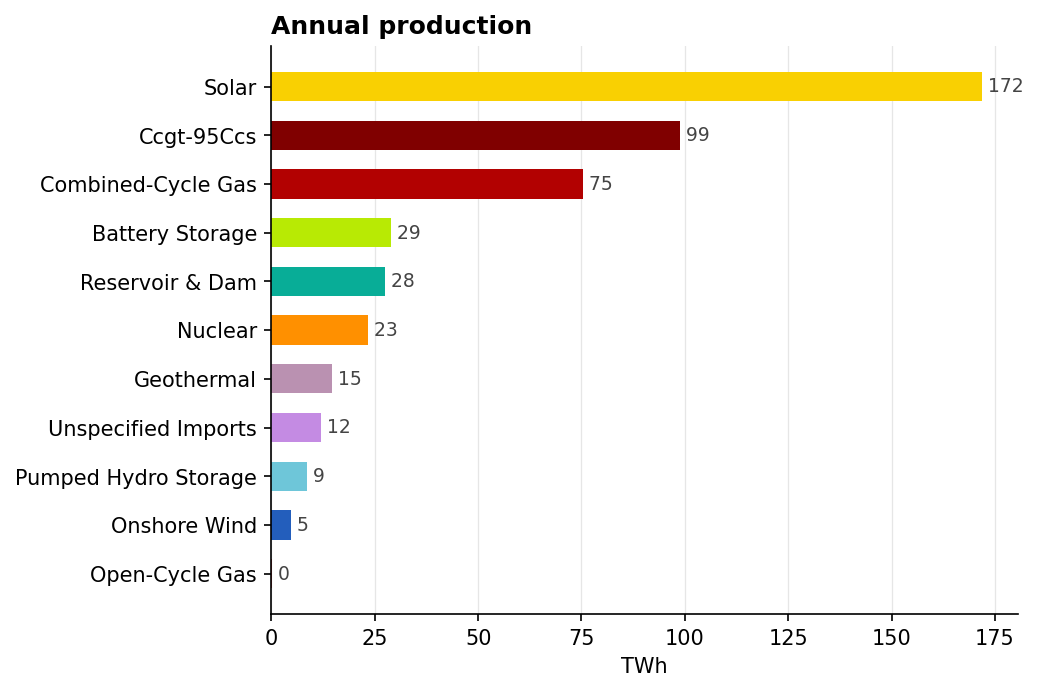 Annual production
Solar 172
Ccgt-95Ccs 99
Combined-Cycle Gas 75
Battery Storage 29
Reservoir & Dam 28
Nuclear 23
Geothermal 15
Unspecified Imports 12
Pumped Hydro Storage 9
Onshore Wind 5
Open-Cycle Gas 0
0 25 50 75 100 125 150 175
TWh